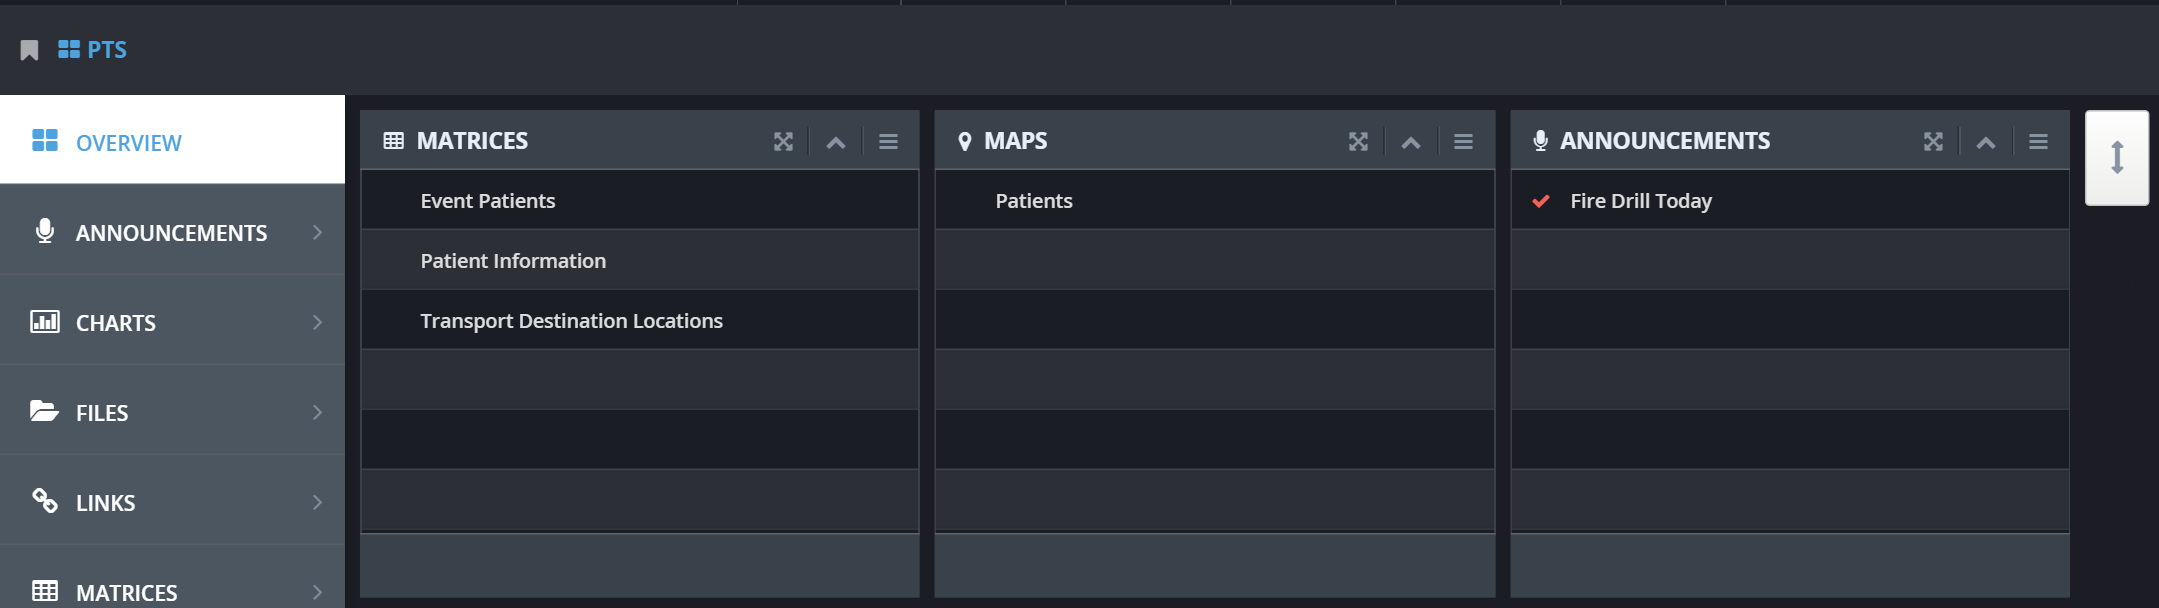 PTS
OVERVIEW
ANNOUNCEMENTS
CHARTS
FILES
LINKS
MATRICES
MATRICES
Event Patients
Patient Information
Transport Destination Locations
MAPS
Patients
ANNOUNCEMENTS
Fire Drill Today